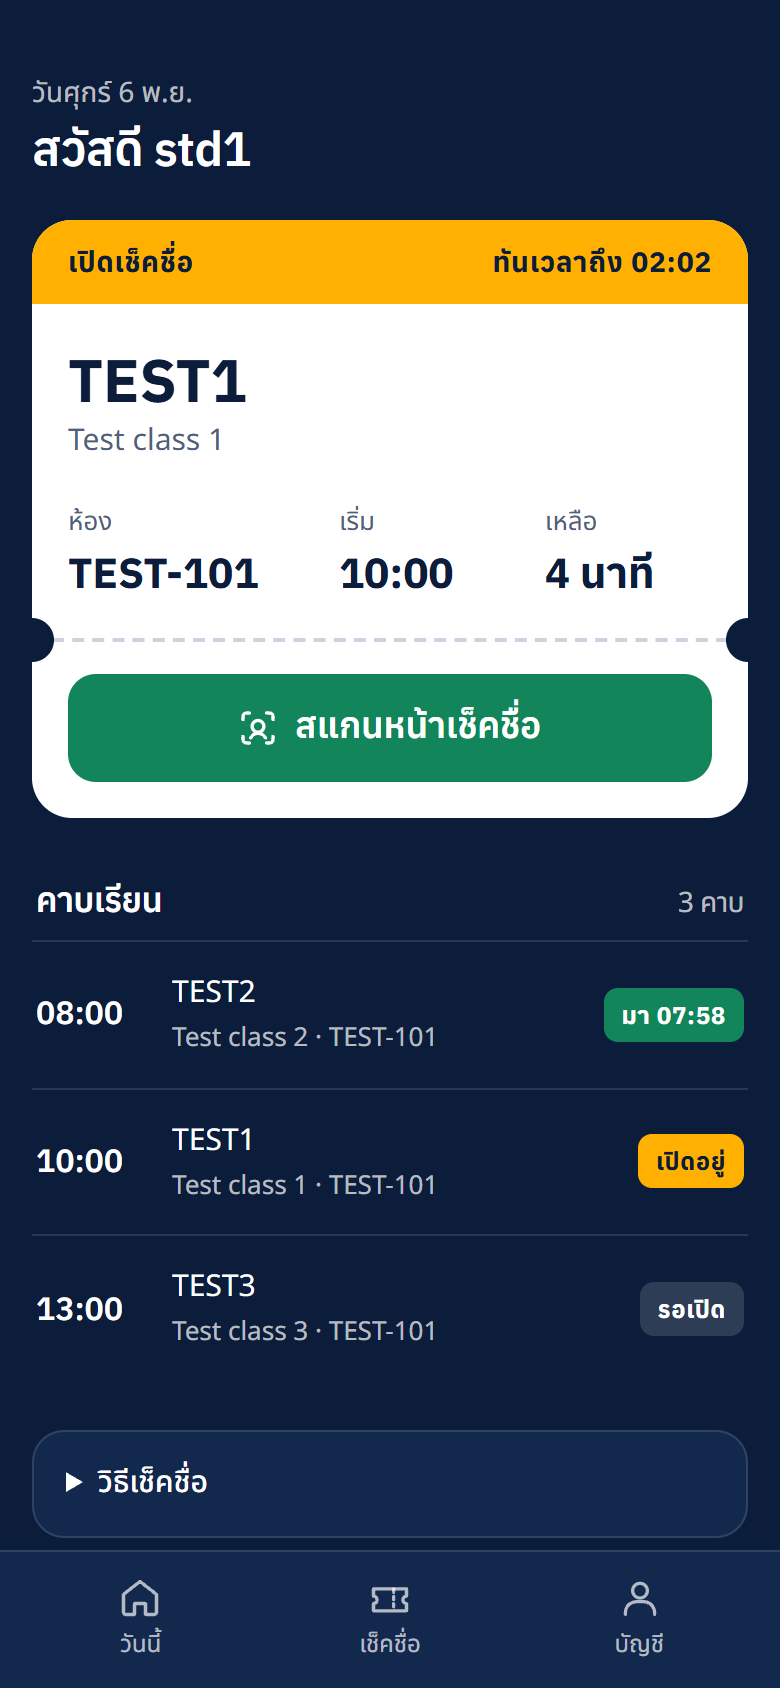 วันศุกร์ 6 พ.ย.
สวัสดี std1
เปิดเช็คชื่อ ทันเวลาถึง 02:02
TEST1
Test class 1
ห้อง เริ่ม เหลือ
TEST-101 10:00 4 นาที
สแกนหน้าเช็คชื่อ
คาบเรียน 3 คาบ
TEST2
08:00 มา 07:58
Test class 2 · TEST-101
TEST1
10:00 เปิดอยู่
Test class 1 · TEST-101
TEST3
13:00 รอเปิด
Test class 3 · TEST-101
วิธีเช็คชื่อ
วันนี้ เช็คชื่อ บัญชี